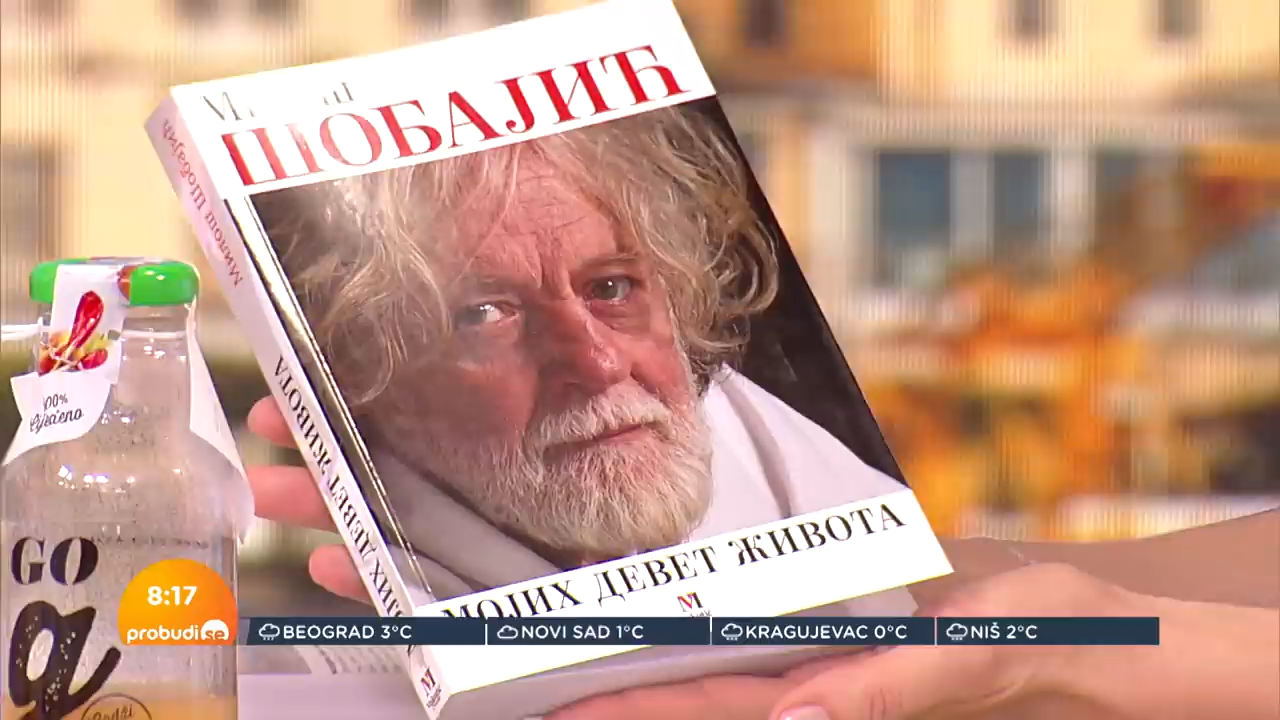 ШОБАЈИЋ
Милош Шобајић
МОЈИХ ДЕВЕТ ЖИВОТА
ДЕВЕТ ЖИВОТА
M
M
100%
Cijeđeno
GO
q
8:17
probudi se
BEOGRAD 3°C
NOVI SAD 1°C
KRAGUJEVAC 0°C
NIŠ 2°C